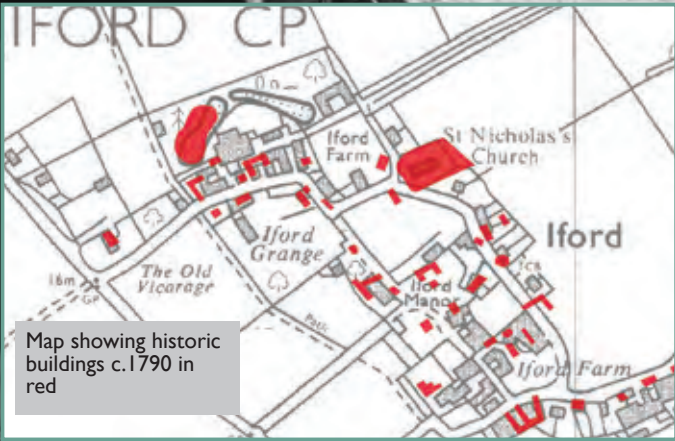 IFORD CP
Iford
Farm
St Nicholas's
Church
Iford
Grange
Iford
The Old
Vicarage
16m
GP
TCB
Iford
Manor
Path
Iford Farm
Map showing historic
buildings c.1790 in
red